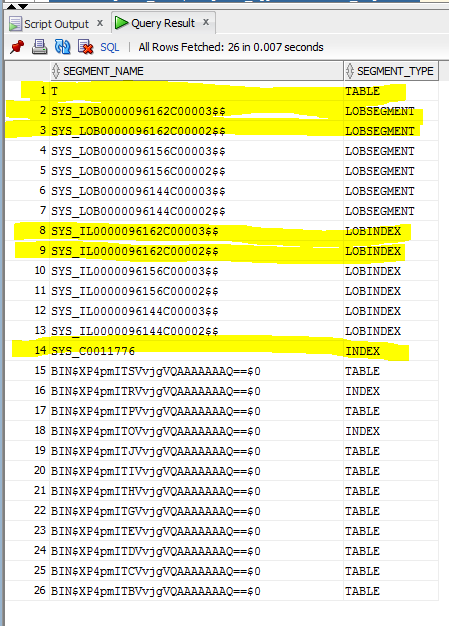 Script Output x Query Result x
SQL | All Rows Fetched: 26 in 0.007 seconds
SEGMENT_NAME SEGMENT_TYPE
1 T TABLE
2 SYS_LOB0000096162C00003$$ LOBSEGMENT
3 SYS_LOB0000096162C00002$$ LOBSEGMENT
4 SYS_LOB0000096156C00003$$ LOBSEGMENT
5 SYS_LOB0000096156C00002$$ LOBSEGMENT
6 SYS_LOB0000096144C00003$$ LOBSEGMENT
7 SYS_LOB0000096144C00002$$ LOBSEGMENT
8 SYS_IL0000096162C00003$$ LOBINDEX
9 SYS_IL0000096162C00002$$ LOBINDEX
10 SYS_IL0000096156C00003$$ LOBINDEX
11 SYS_IL0000096156C00002$$ LOBINDEX
12 SYS_IL0000096144C00003$$ LOBINDEX
13 SYS_IL0000096144C00002$$ LOBINDEX
14 SYS_C0011776 INDEX
15 BIN$XP4pmITSVvjgVQAAAAAAAQ==$0 TABLE
16 BIN$XP4pmITRVvjgVQAAAAAAAQ==$0 INDEX
17 BIN$XP4pmITPVvjgVQAAAAAAAQ==$0 TABLE
18 BIN$XP4pmITOVvjgVQAAAAAAAQ==$0 INDEX
19 BIN$XP4pmITJVvjgVQAAAAAAAQ==$0 TABLE
20 BIN$XP4pmITIVvjgVQAAAAAAAQ==$0 TABLE
21 BIN$XP4pmITHVvjgVQAAAAAAAQ==$0 TABLE
22 BIN$XP4pmITGVvjgVQAAAAAAAQ==$0 TABLE
23 BIN$XP4pmITEVvjgVQAAAAAAAQ==$0 TABLE
24 BIN$XP4pmITDVvjgVQAAAAAAAQ==$0 TABLE
25 BIN$XP4pmITCVvjgVQAAAAAAAQ==$0 TABLE
26 BIN$XP4pmITBVvjgVQAAAAAAAQ==$0 TABLE